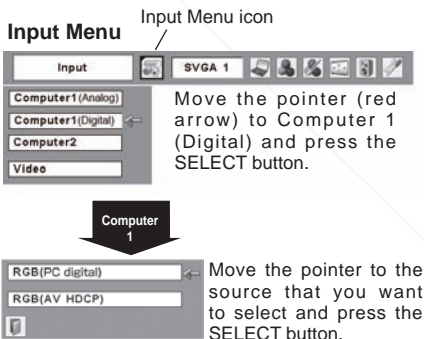 Input Menu icon
Input Menu
Input
SVGA 1
Computer1(Analog)
Computer1(Digital)
Computer2
Video
Move the pointer (red
arrow) to Computer 1
(Digital) and press the
SELECT button.
Computer
1
RGB(PC digital)
RGB(AV HDCP)
Move the pointer to the
source that you want
to select and press the
SELECT button.